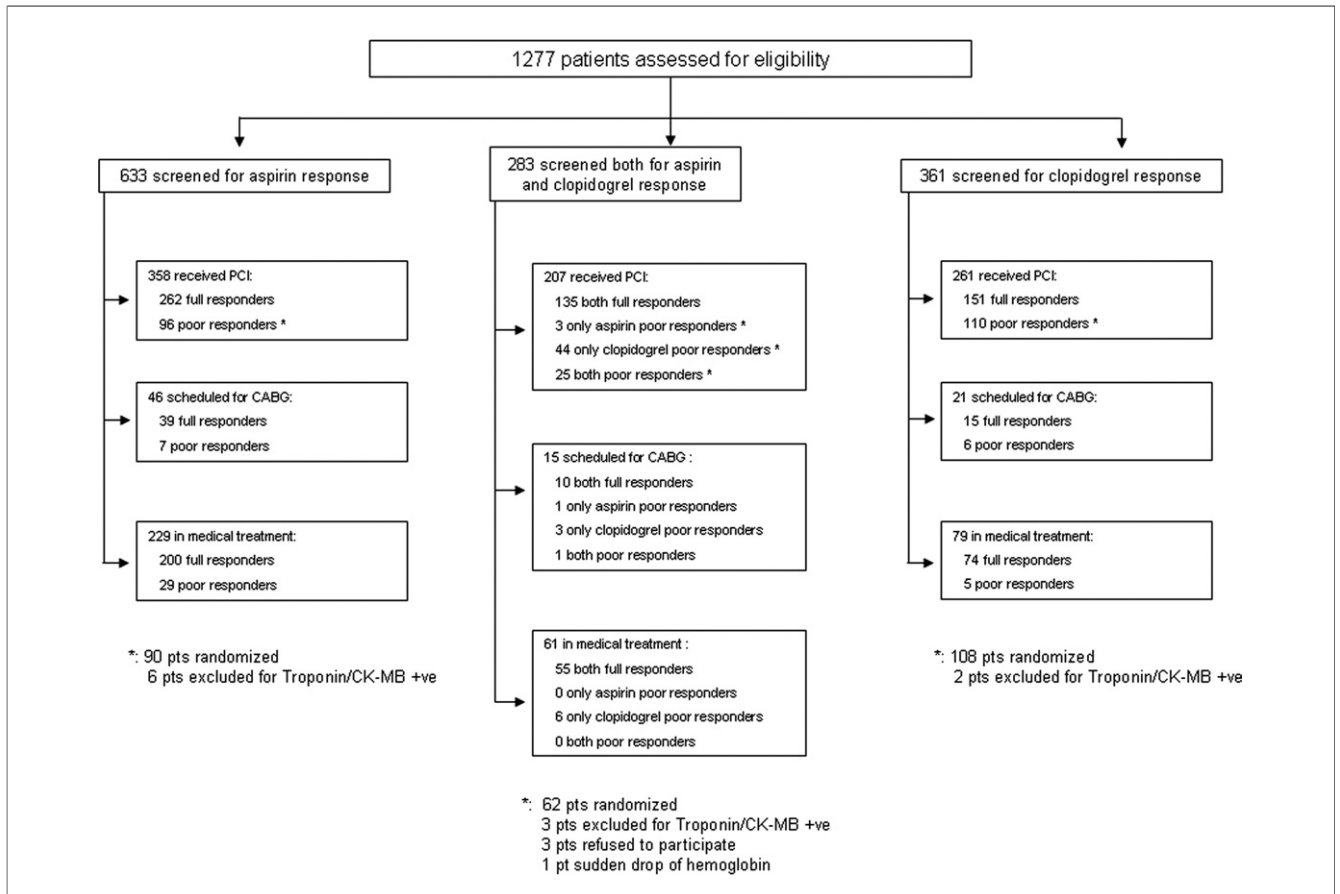 1277 patients assessed for eligibility
633 screened for aspirin response
358 received PCI:
262 full responders
96 poor responders *
46 scheduled for CABG:
39 full responders
7 poor responders
229 in medical treatment:
200 full responders
29 poor responders
*: 90 pts randomized
6 pts excluded for Troponin/CK-MB +ve
283 screened both for aspirin
and clopidogrel response
207 received PCI:
135 both full responders
3 only aspirin poor responders *
44 only clopidogrel poor responders *
25 both poor responders *
15 scheduled for CABG :
10 both full responders
1 only aspirin poor responders
3 only clopidogrel poor responders
1 both poor responders
61 in medical treatment :
55 both full responders
0 only aspirin poor responders
6 only clopidogrel poor responders
0 both poor responders
*: 62 pts randomized
3 pts excluded for Troponin/CK-MB +ve
3 pts refused to participate
1 pt sudden drop of hemoglobin
361 screened for clopidogrel response
261 received PCI:
151 full responders
110 poor responders *
21 scheduled for CABG:
15 full responders
6 poor responders
79 in medical treatment:
74 full responders
5 poor responders
*: 108 pts randomized
2 pts excluded for Troponin/CK-MB +ve